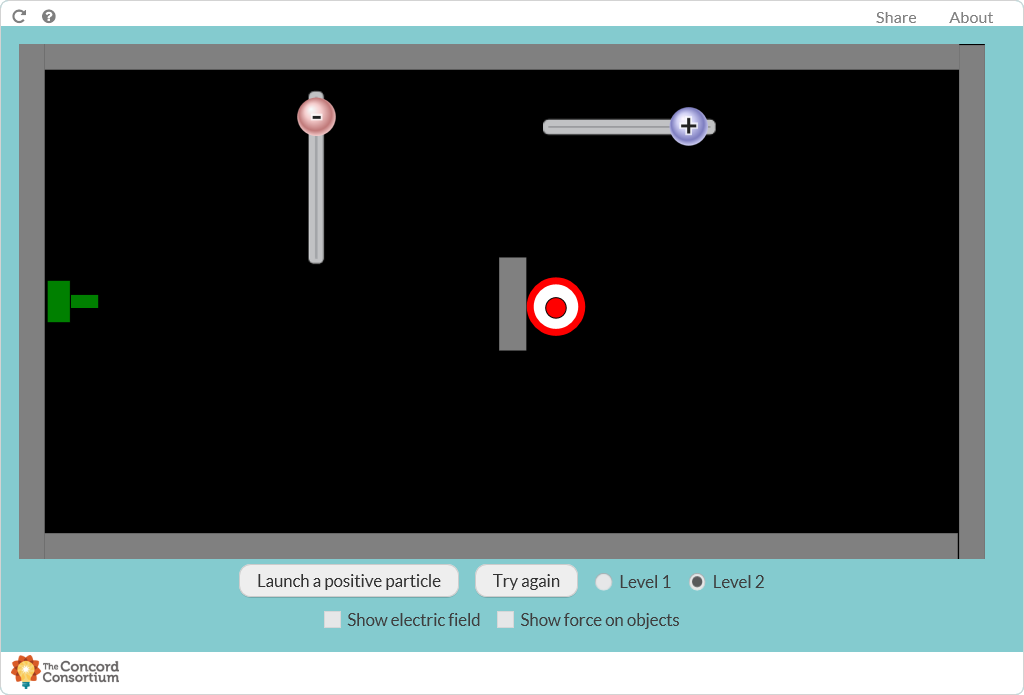 Share About
-
+
Launch a positive particle Try again Level 1 Level 2
Show electric field Show force on objects
The Concord
Consortium